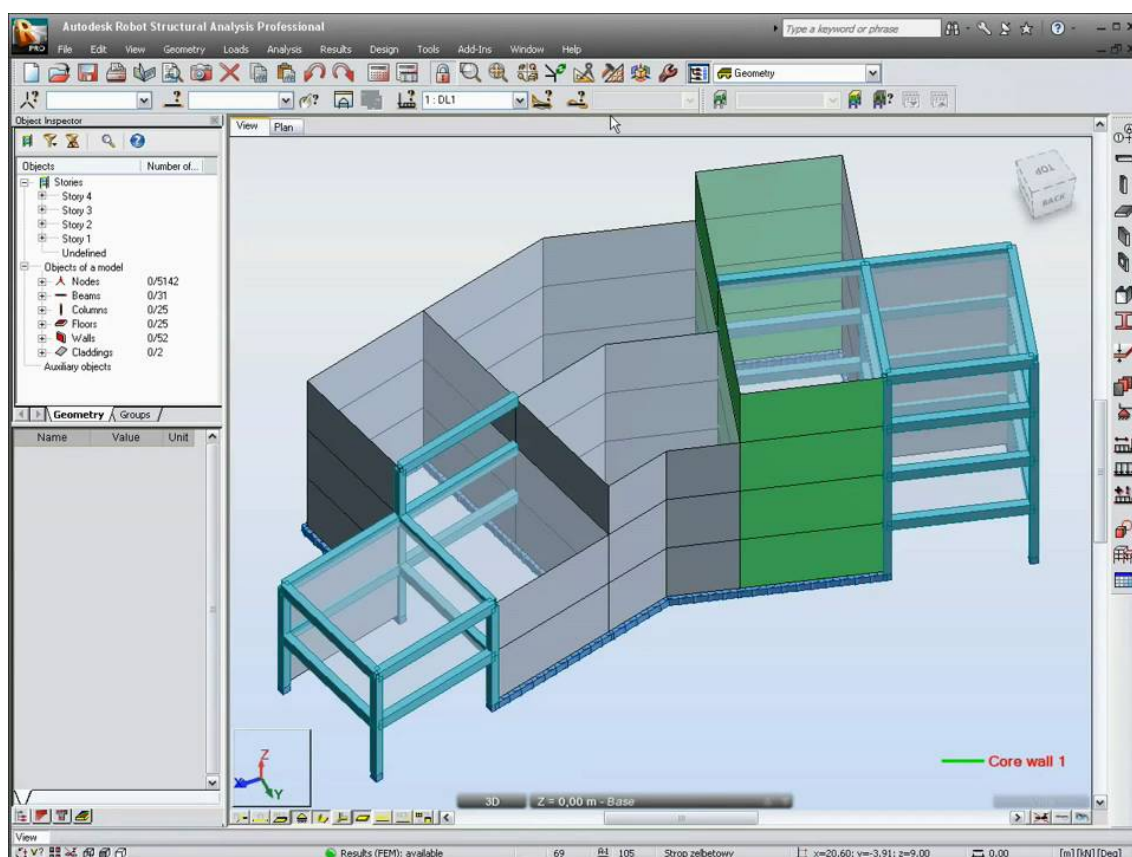 Autodesk Robot Structural Analysis Professional
Type a keyword or phrase
PRO
File Edit View Geometry Loads Analysis Results Design Tools Add-Ins Window Help
Geometry
1 : DL1
Object Inspector
View Plan
Objects Number of...
Stories
Story 4
Story 3
Story 2
Story 1
Undefined
Objects of a model
Nodes 0/5142
Beams 0/31
Columns 0/25
Floors 0/25
Walls 0/52
Claddings 0/2
Auxiliary objects
Geometry Groups
Name Value Unit
TOP
BACK
Core wall 1
Z
X
Y
3D Z = 0,00 m - Base
View
Results (FEM): available 69 105 Strop zelbetowy x=20.60; y=-3.91; z=9.00 0.00 [m] [kN] [Deg]